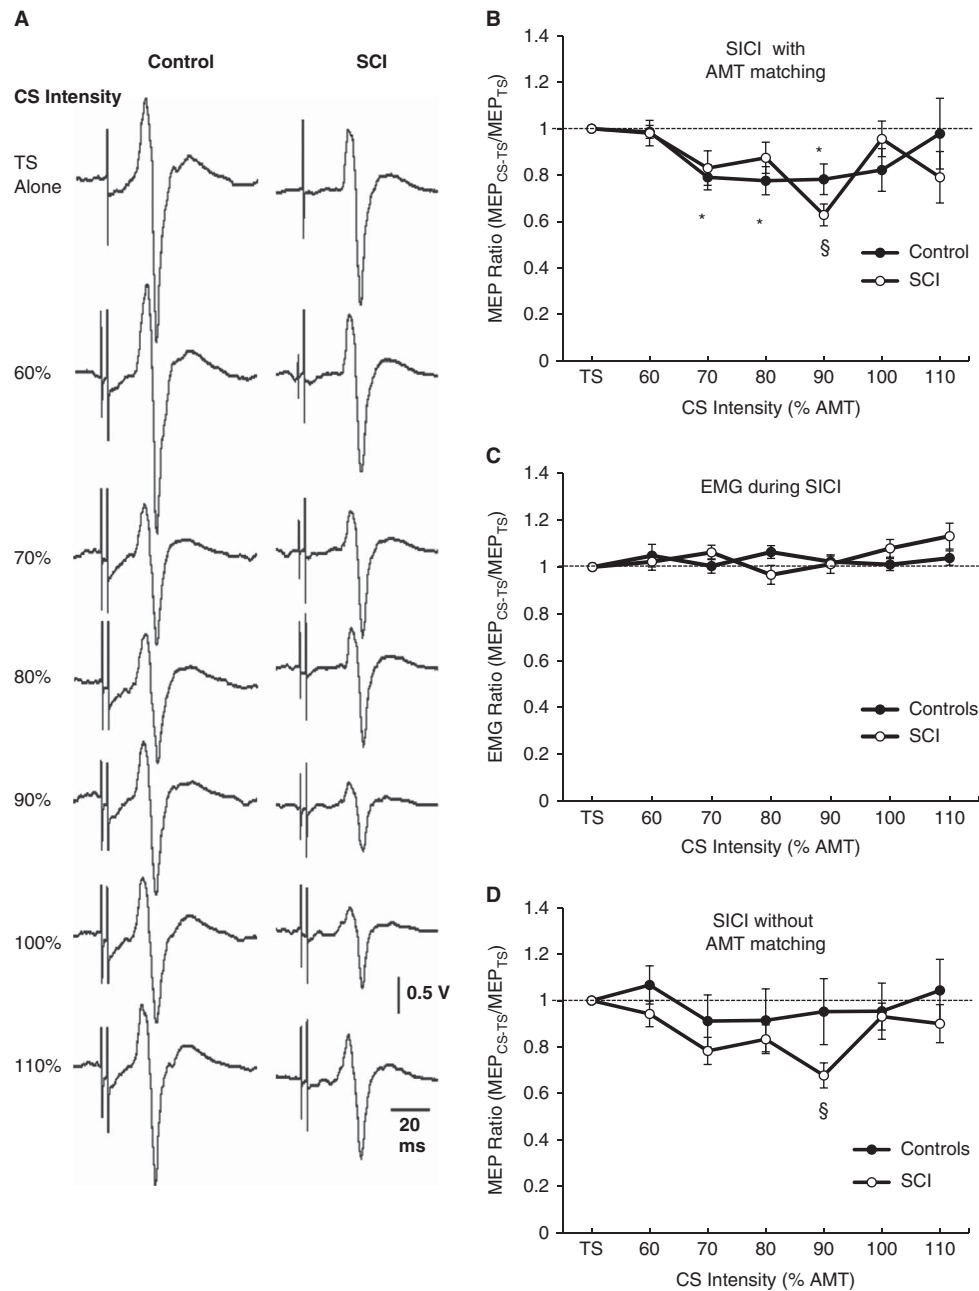 A
Control SCI
CS Intensity
TS
Alone
60%
70%
80%
90%
100%
110%
0.5 V
20
ms
B
SICI with
AMT matching
MEP Ratio (MEPCS-TS/MEPTS)
1.4
1.2
1
0.8
0.6
0.4
0.2
0
* * *
§
Control
SCI
TS 60 70 80 90 100 110
CS Intensity (% AMT)
C
EMG during SICI
EMG Ratio (MEPCS-TS/MEPTS)
1.4
1.2
1
0.8
0.6
0.4
0.2
0
Controls
SCI
TS 60 70 80 90 100 110
CS Intensity (% AMT)
D
SICI without
AMT matching
MEP Ratio (MEPCS-TS/MEPTS)
1.4
1.2
1
0.8
0.6
0.4
0.2
0
§
Controls
SCI
TS 60 70 80 90 100 110
CS Intensity (% AMT)